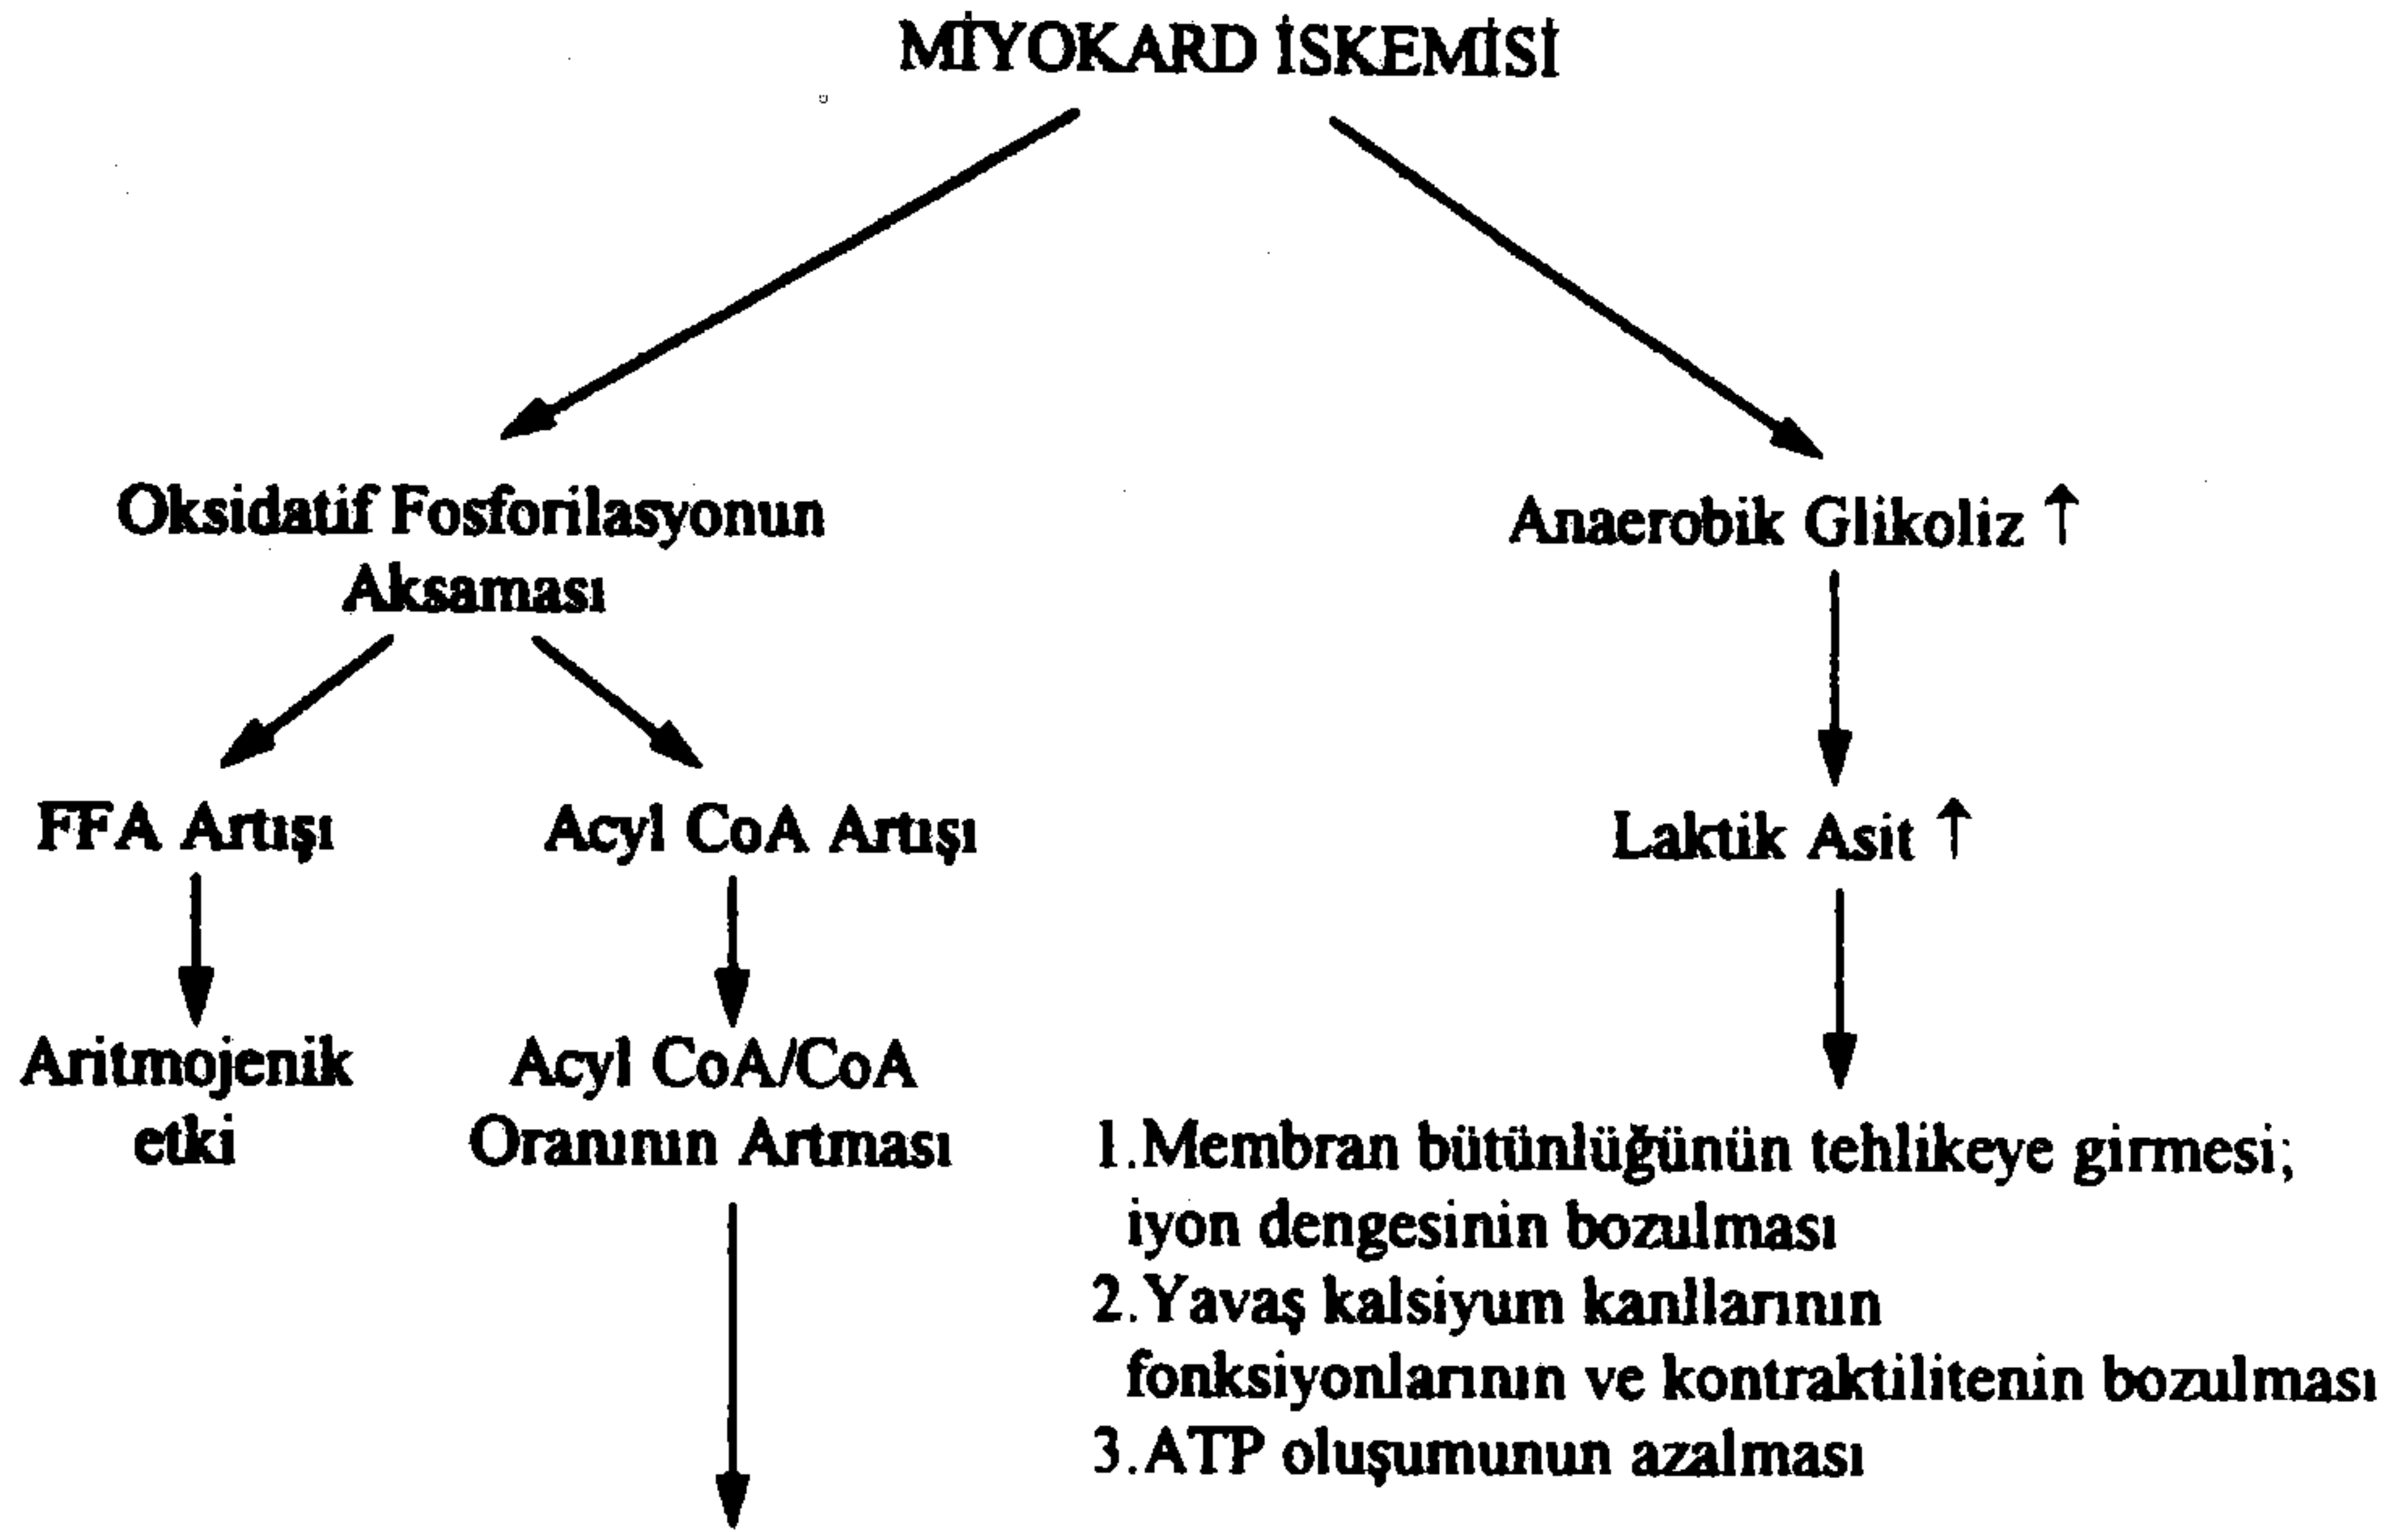 MİYOKARD İSKEMİSİ
Oksidatif Fosforilasyonun
Aksaması
Anaerobik Glikoliz ↑
FFA Artışı
Acyl CoA Artışı
Laktik Asit ↑
Aritmojenik
etki
Acyl CoA/CoA
Oranının Artması
1.Membran bütünlüğünün tehlikeye girmesi;
iyon dengesinin bozulması
2.Yavaş kalsiyum kanllarının
fonksiyonlarının ve kontraktilitenin bozulması
3.ATP oluşumunun azalması